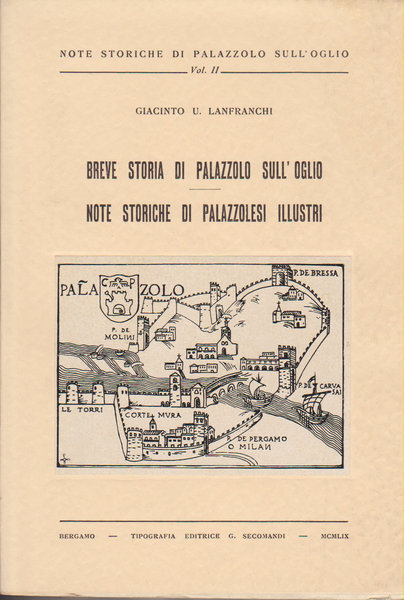 NOTE STORICHE DI PALAZZOLO SULL'OGLIO
Vol. II
GIACINTO U. LANFRANCHI
BREVE STORIA DI PALAZZOLO SULL'OGLIO
NOTE STORICHE DI PALAZZOLESI ILLUSTRI
C P
PALAZOLO
P. DE BRESSA
P. DE
MOLINI
P. DE CARVA
SAI
LE TORRI
CORTE MURA
P. DE PERGAMO
O MILAN
BERGAMO — TIPOGRAFIA EDITRICE G. SECOMANDI — MCMLIX